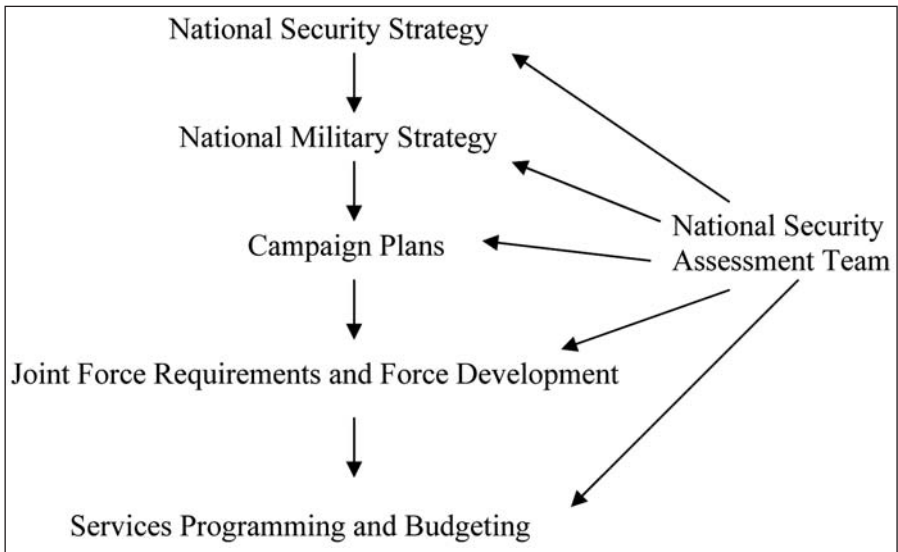 National Security Strategy
National Military Strategy
National Security
Assessment Team
Campaign Plans
Joint Force Requirements and Force Development
Services Programming and Budgeting